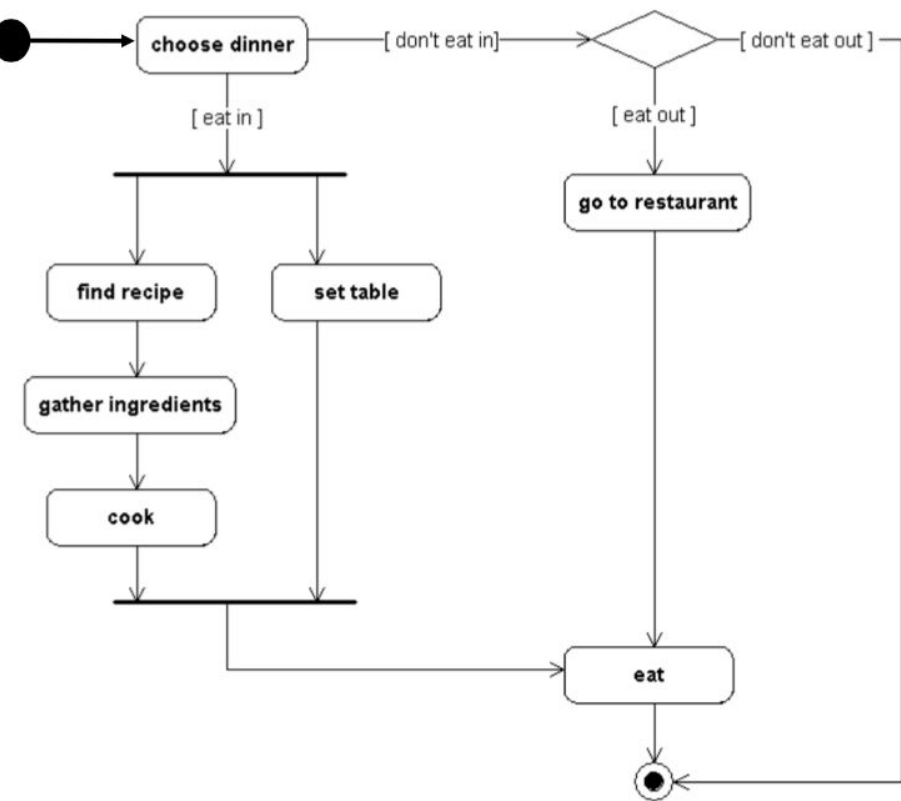 choose dinner
[ don't eat in]
[ don't eat out ]
[ eat in ]
[ eat out ]
go to restaurant
find recipe
set table
gather ingredients
cook
eat